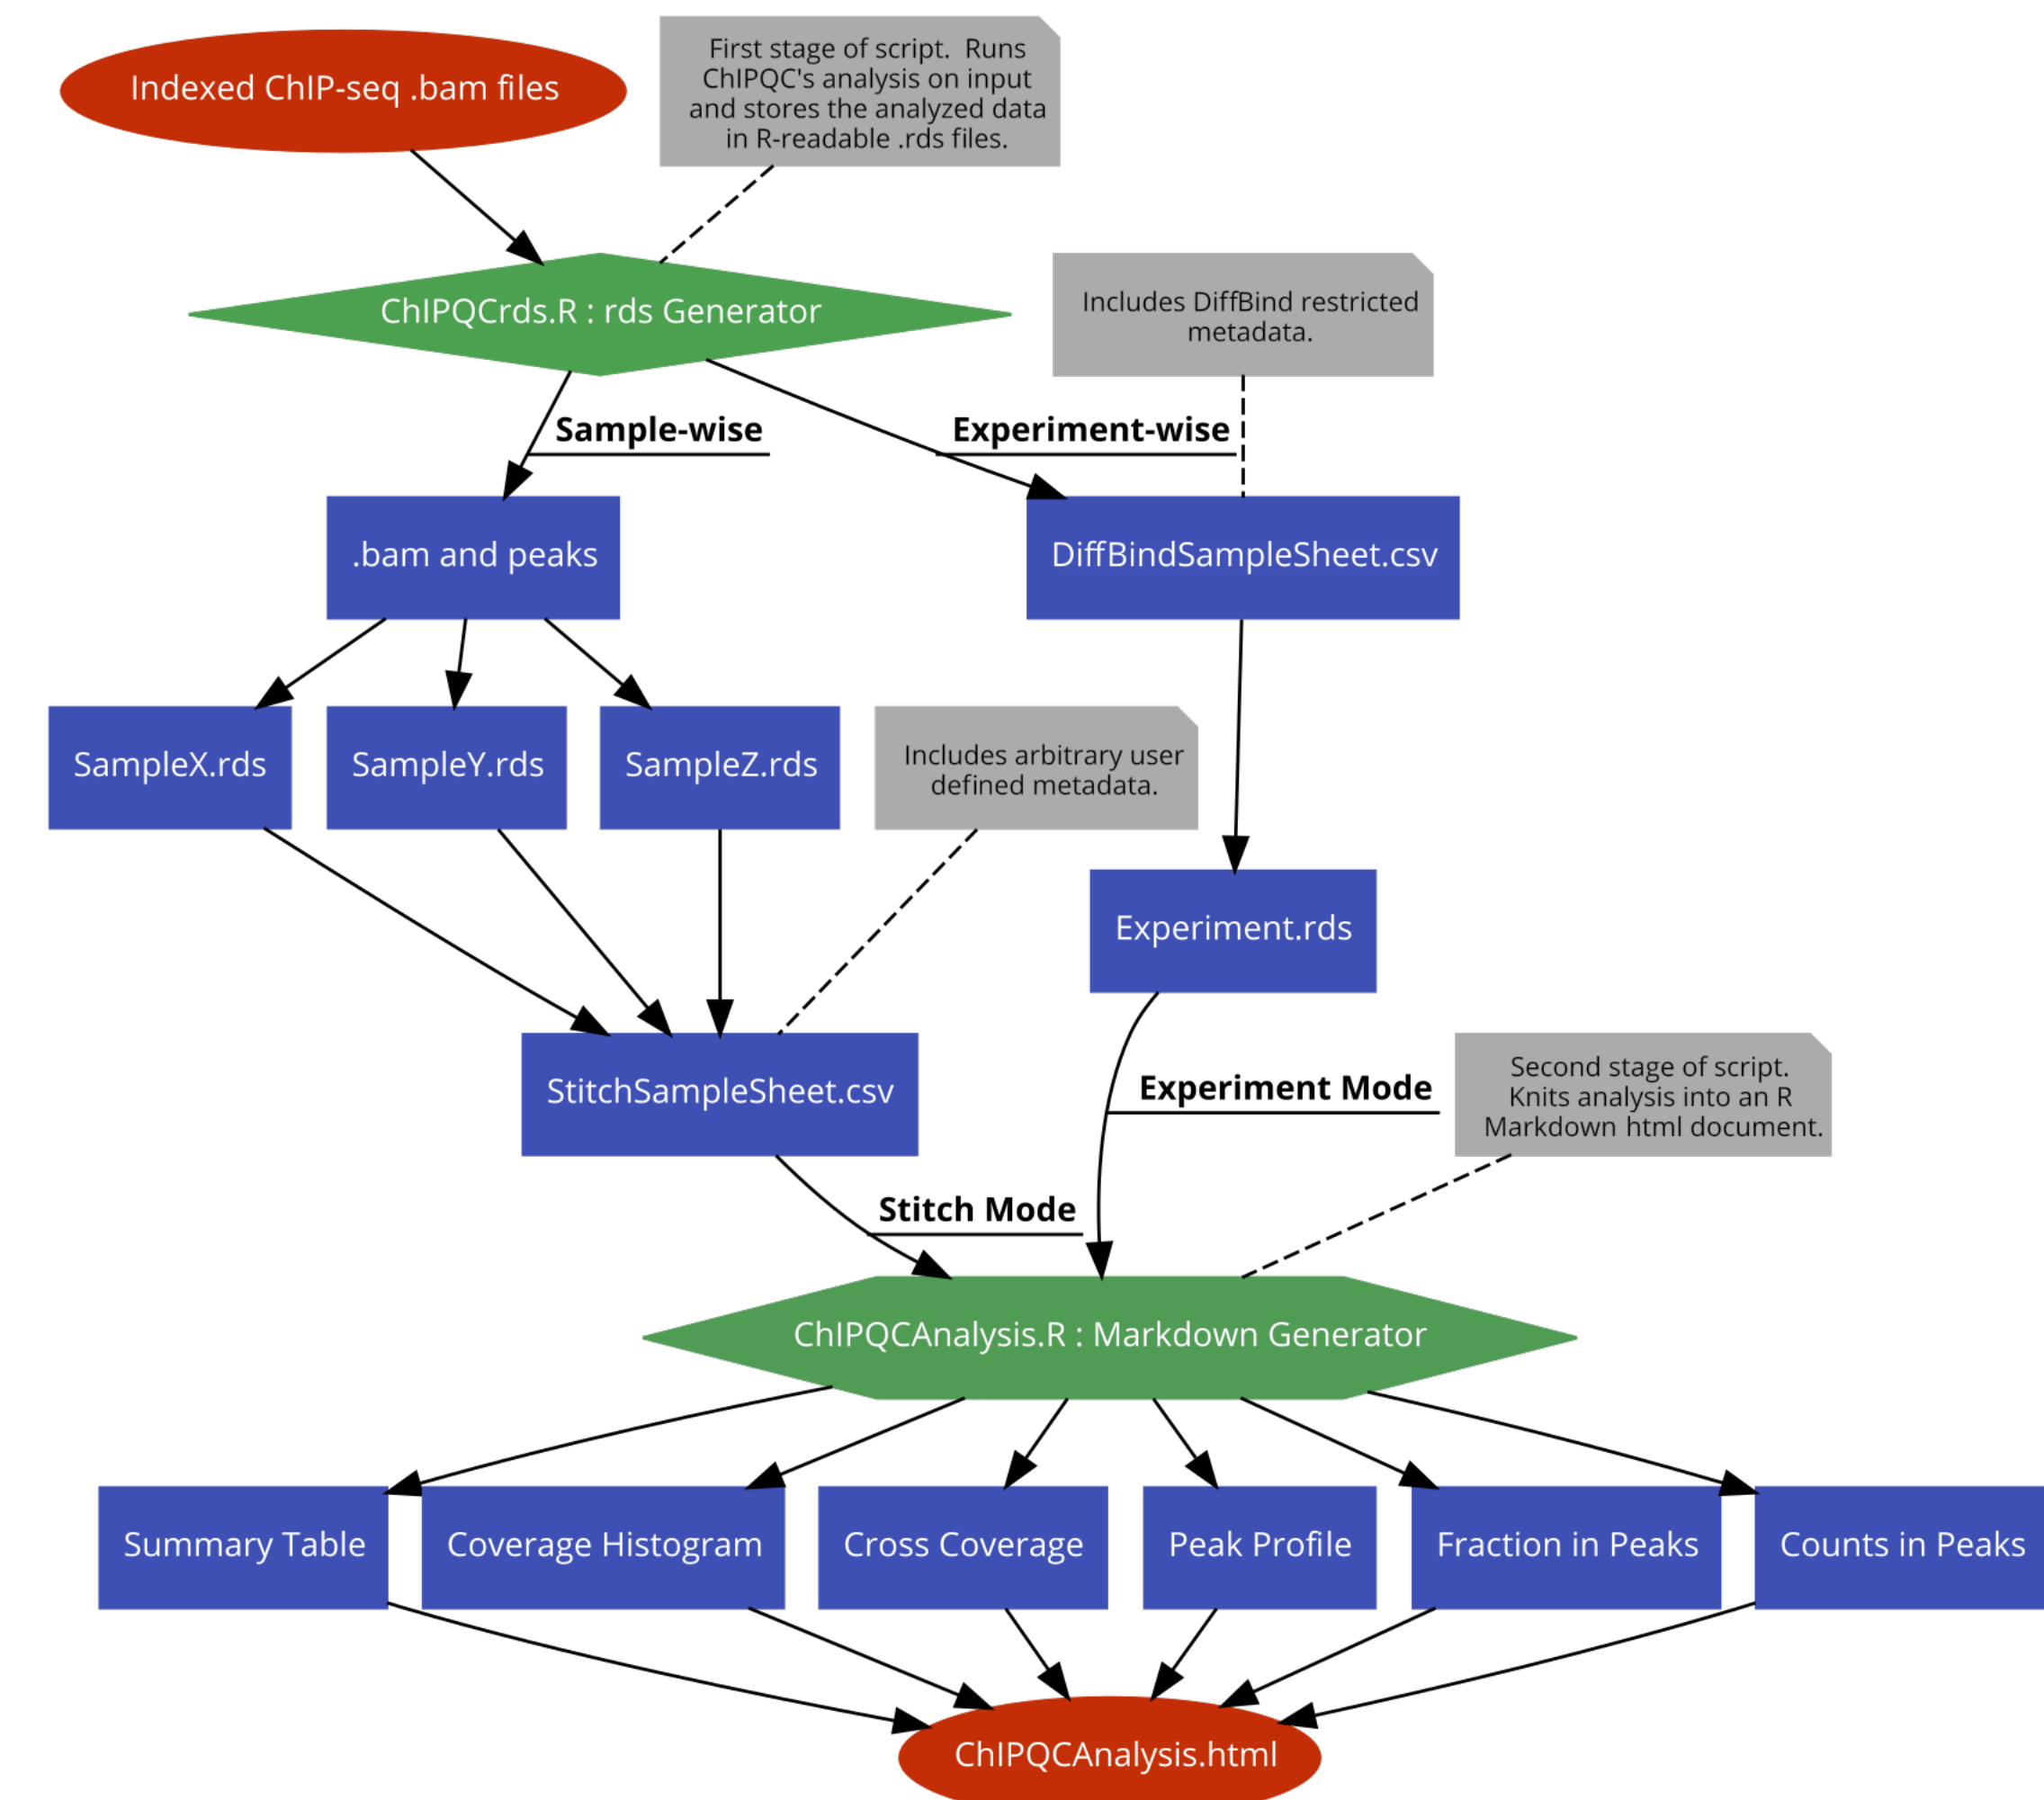 Indexed ChIP-seq .bam files
First stage of script.  Runs
ChIPQC's analysis on input
and stores the analyzed data
in R-readable .rds files.
ChIPQCrds.R : rds Generator
Includes DiffBind restricted
metadata.
Sample-wise
Experiment-wise
.bam and peaks
DiffBindSampleSheet.csv
SampleX.rds
SampleY.rds
SampleZ.rds
Includes arbitrary user
defined metadata.
Experiment.rds
StitchSampleSheet.csv
Experiment Mode
Second stage of script.
Knits analysis into an R
Markdown html document.
Stitch Mode
ChIPQCAnalysis.R : Markdown Generator
Summary Table
Coverage Histogram
Cross Coverage
Peak Profile
Fraction in Peaks
Counts in Peaks
ChIPQCAnalysis.html